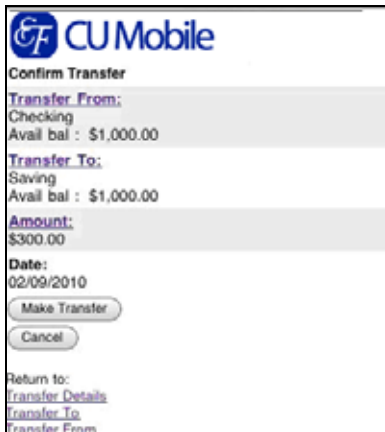 CU Mobile
Confirm Transfer
Transfer From:
Checking
Avail bal : $1,000.00
Transfer To:
Saving
Avail bal : $1,000.00
Amount:
$300.00
Date:
02/09/2010
Make Transfer
Cancel
Return to:
Transfer Details
Transfer To
Transfer From